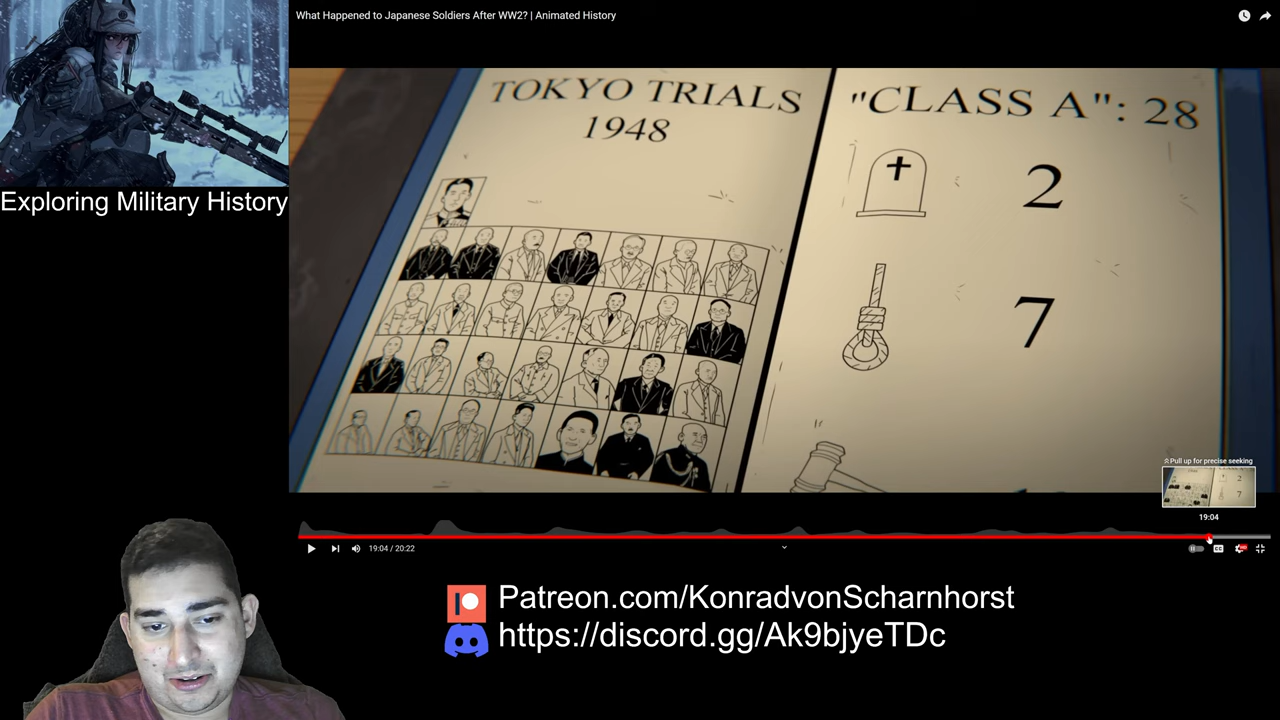 What Happened to Japanese Soldiers After WW2? | Animated History
TOKYO TRIALS
1948
"CLASS A": 28
2
7
Exploring Military History
Pull up for precise seeking
19:04
19:04 / 20:22
CC
Patreon.com/KonradvonScharnhorst
https://discord.gg/Ak9bjyeTDc